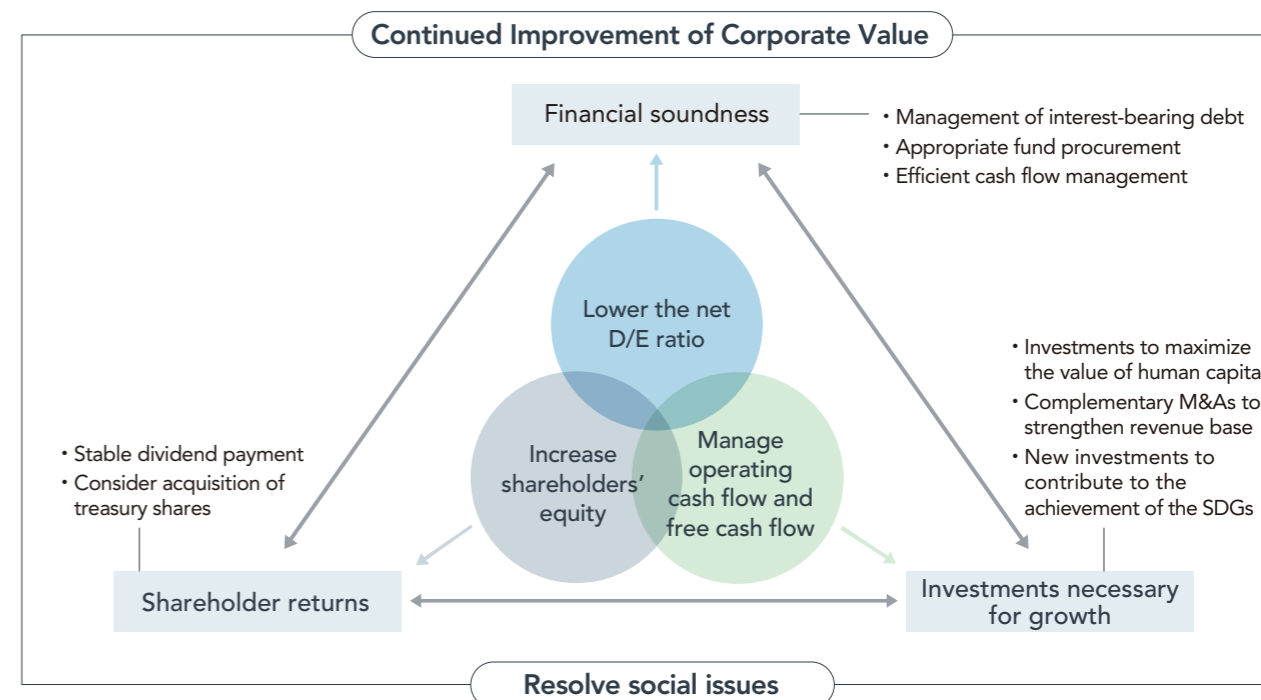 Continued Improvement of Corporate Value
Financial soundness
・Management of interest-bearing debt
・Appropriate fund procurement
・Efficient cash flow management
Lower the net
D/E ratio
・Investments to maximize
the value of human capita
・Complementary M&As to
strengthen revenue base
・New investments to
contribute to the
achievement of the SDGs
・Stable dividend payment
・Consider acquisition of
treasury shares
Increase
shareholders'
equity
Manage
operating
cash flow and
free cash flow
Shareholder returns
Investments necessary
for growth
Resolve social issues